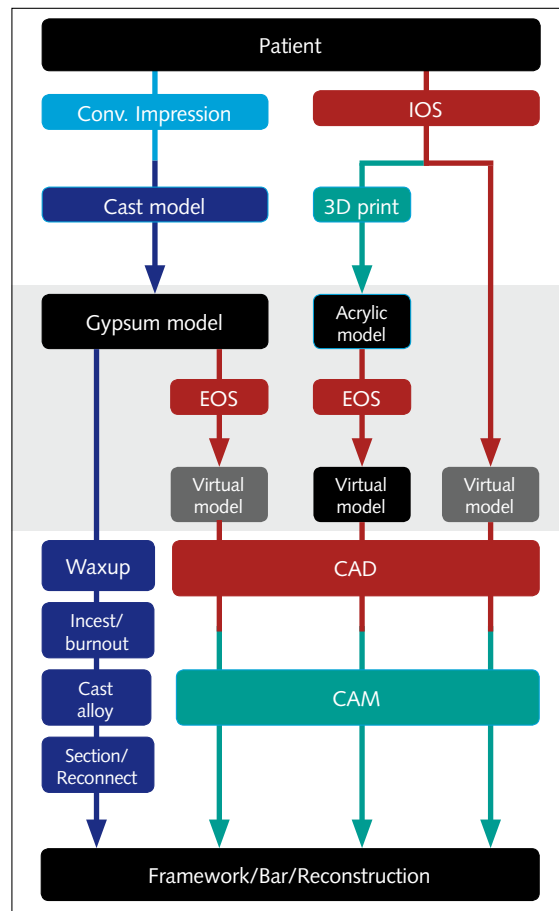 Patient
Conv. Impression
IOS
Cast model
3D print
Gypsum model
Acrylic
model
EOS
EOS
Virtual
model
Virtual
model
Virtual
model
Waxup
CAD
Incest/
burnout
Cast
alloy
CAM
Section/
Reconnect
Framework/Bar/Reconstruction